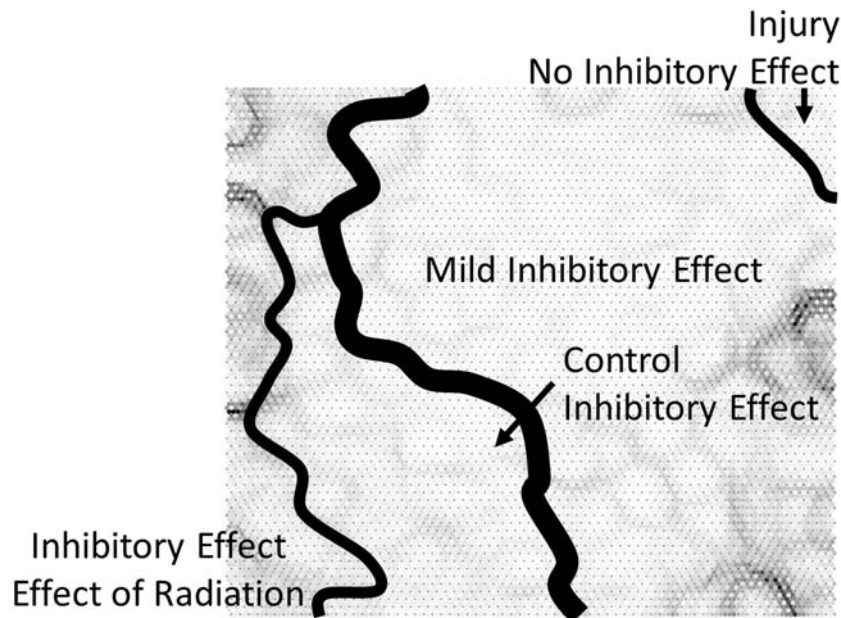 Injury
No Inhibitory Effect
Mild Inhibitory Effect
Control
Inhibitory Effect
Inhibitory Effect
Effect of Radiation